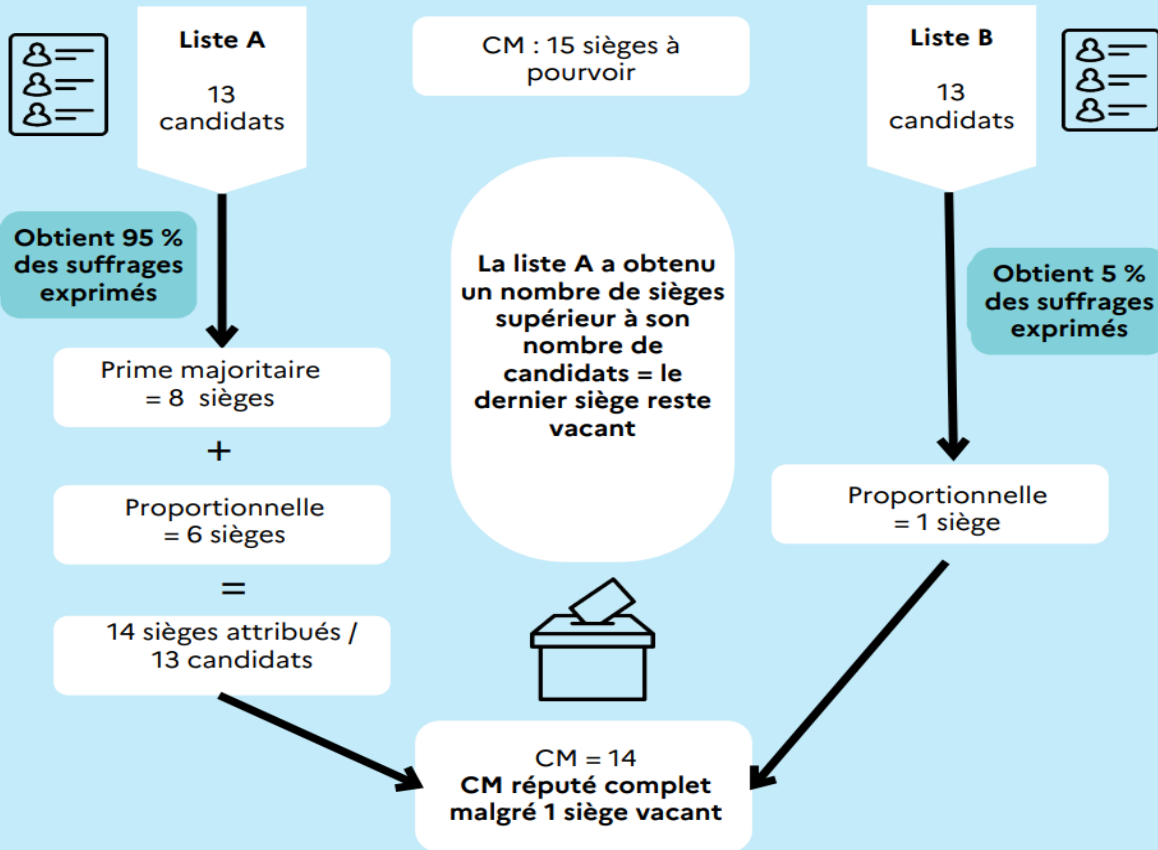 Liste A
13
candidats
CM : 15 sièges à
pourvoir
Liste B
13
candidats
Obtient 95 %
des suffrages
exprimés
La liste A a obtenu
un nombre de sièges
supérieur à son
nombre de
candidats = le
dernier siège reste
vacant
Obtient 5 %
des suffrages
exprimés
Prime majoritaire
= 8 sièges
+
Proportionnelle
= 6 sièges
=
14 sièges attribués /
13 candidats
Proportionnelle
= 1 siège
CM = 14
CM réputé complet
malgré 1 siège vacant